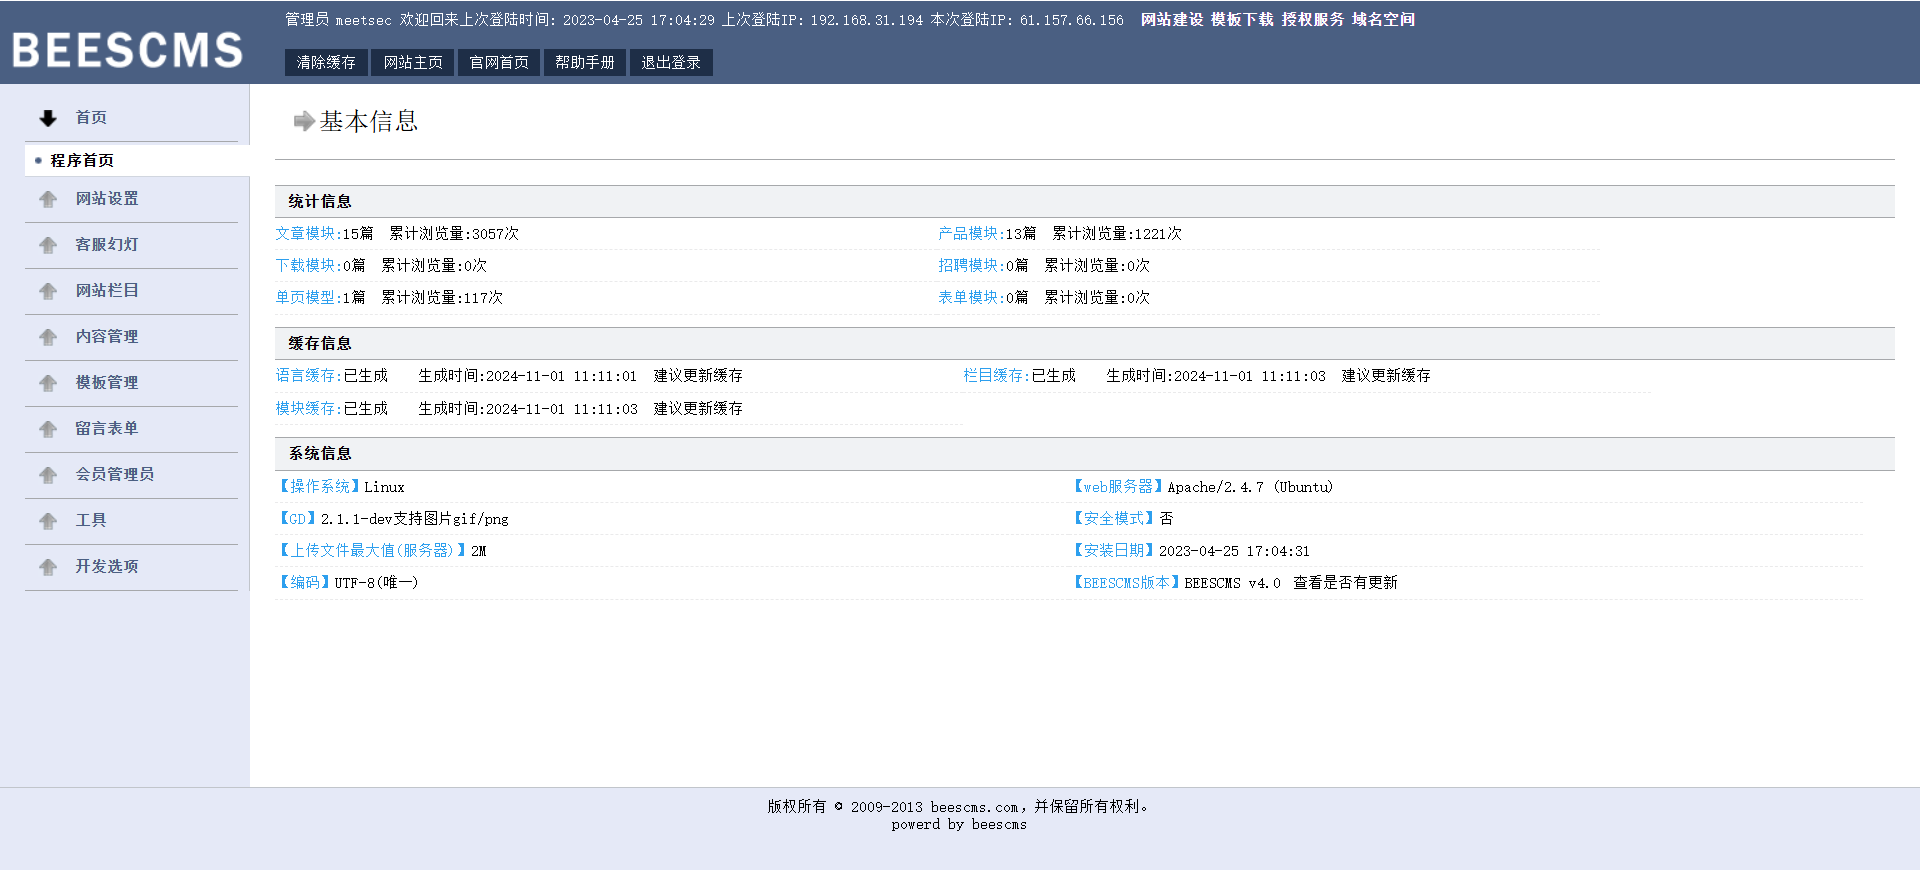 BEESCMS
管理员 meetsec 欢迎回来上次登陆时间: 2023-04-25 17:04:29 上次登陆IP: 192.168.31.194 本次登陆IP: 61.157.66.156 网站建设 模板下载 授权服务 域名空间
清除缓存 网站主页 官网首页 帮助手册 退出登录
首页
程序首页
网站设置
客服幻灯
网站栏目
内容管理
模板管理
留言表单
会员管理员
工具
开发选项
基本信息
统计信息
文章模块:15篇 累计浏览量:3057次 产品模块:13篇 累计浏览量:1221次
下载模块:0篇 累计浏览量:0次 招聘模块:0篇 累计浏览量:0次
单页模型:1篇 累计浏览量:117次 表单模块:0篇 累计浏览量:0次
缓存信息
语言缓存:已生成 生成时间:2024-11-01 11:11:01 建议更新缓存 栏目缓存:已生成 生成时间:2024-11-01 11:11:03 建议更新缓存
模块缓存:已生成 生成时间:2024-11-01 11:11:03 建议更新缓存
系统信息
【操作系统】Linux 【web服务器】Apache/2.4.7 (Ubuntu)
【GD】2.1.1-dev支持图片gif/png 【安全模式】否
【上传文件最大值(服务器)】2M 【安装日期】2023-04-25 17:04:31
【编码】UTF-8(唯一) 【BEESCMS版本】BEESCMS v4.0 查看是否有更新
版权所有 © 2009-2013 beescms.com，并保留所有权利。
powerd by beescms